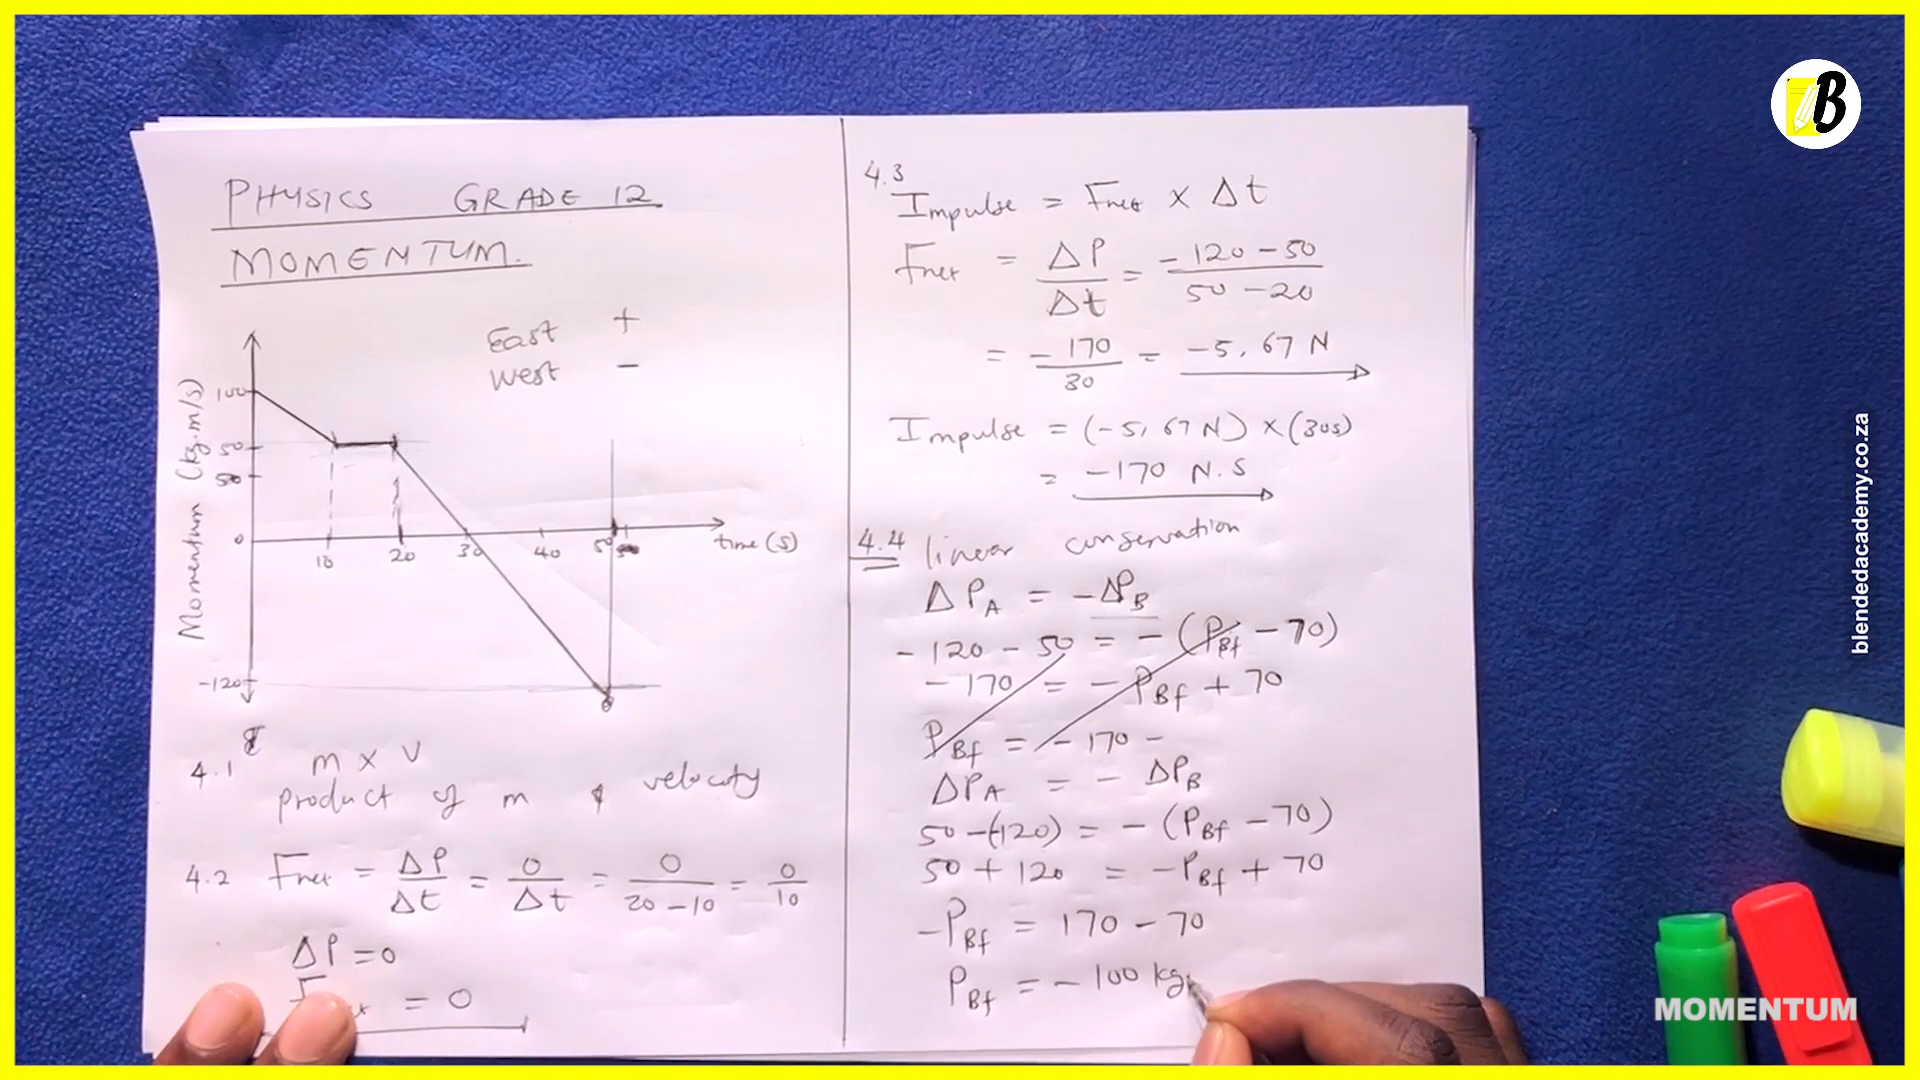 PHYSICS GRADE 12
MOMENTUM.
East +
West -
Momentum (kg.m/s)
100
50
50
0
-120
10 20 30 40 50
time (s)
4.1 m x v
product of m & velocity
4.2 Fnet = ΔP/Δt = 0/Δt = 0/20-10 = 0/10
ΔP = 0
= 0
4.3
Impulse = Fnet x Δt
Fnet = ΔP/Δt = -120-50/50-20
= -170/30 = -5,67 N
Impulse = (-5,67 N) x (30s)
= -170 N.S
4.4 linear conservation
ΔPA = -ΔPB
-120 - 50 = -(PBf - 70)
-170 = -PBf + 70
PBf = -170 -
ΔPA = - ΔPB
50-(-120) = -(PBf - 70)
50 + 120 = -PBf + 70
-PBf = 170 - 70
PBf = -100 kg
B
blendedacademy.co.za
MOMENTUM